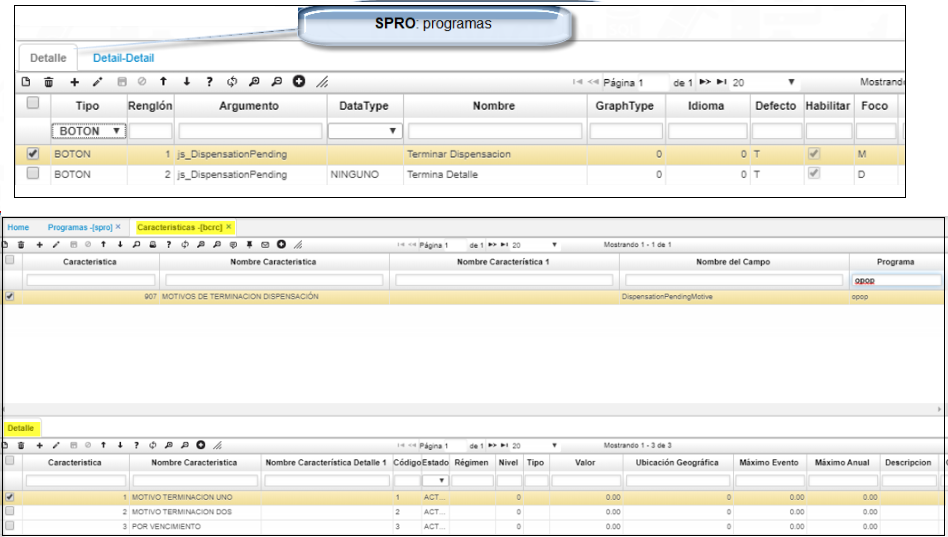 SPRO: programas
Detalle Detail-Detail
Página 1 de 1 20 Mostrando
Tipo Renglón Argumento DataType Nombre GraphType Idioma Defecto Habilitar Foco
BOTON
BOTON 1 js_DispensationPending Terminar Dispensacion 0 0 T M
BOTON 2 js_DispensationPending NINGUNO Termina Detalle 0 0 T D
Home Programas -[spro] × Caracteristicas -[bcrc] ×
Página 1 de 1 20 Mostrando 1 - 1 de 1
Caracteristica Nombre Caracteristica Nombre Característica 1 Nombre del Campo Programa
opop
907 MOTIVOS DE TERMINACION DISPENSACIÓN DispensationPendingMotive opop
Detalle
Página 1 de 1 20 Mostrando 1 - 3 de 3
Caracteristica Nombre Caracteristica Nombre Característica Detalle 1 Código Estado Régimen Nivel Tipo Valor Ubicación Geográfica Máximo Evento Máximo Anual Descripcion
1 MOTIVO TERMINACION UNO 1 ACT... 0 0.00 0 0.00 0.00
2 MOTIVO TERMINACION DOS 2 ACT... 0 0.00 0 0.00 0.00
3 POR VENCIMIENTO 3 ACT... 0 0.00 0 0.00 0.00